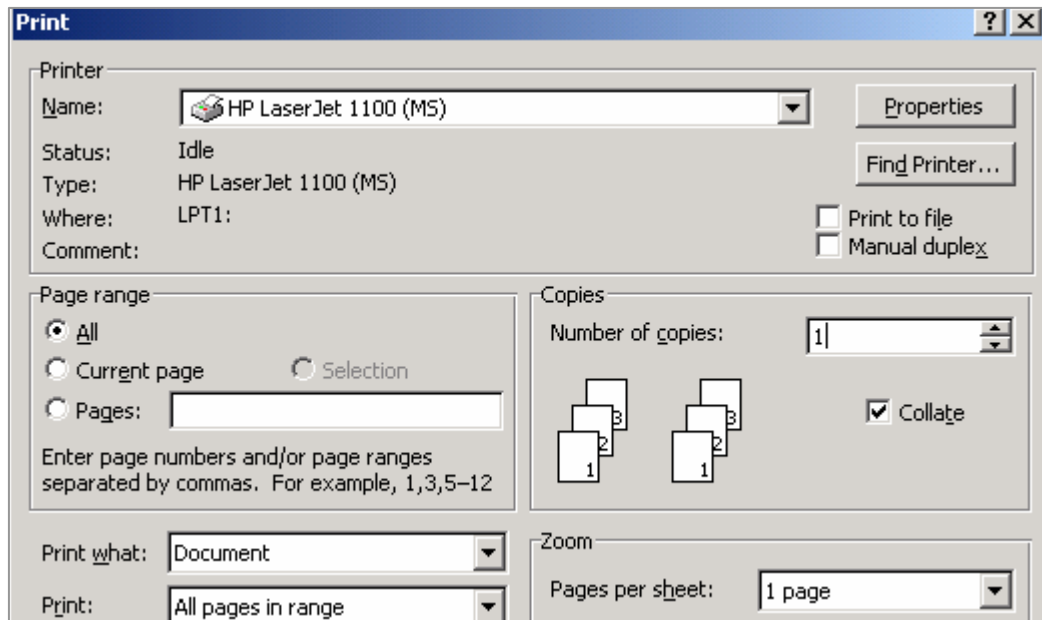 Print
Printer
Name: HP LaserJet 1100 (MS) Properties
Status: Idle
Find Printer...
Type: HP LaserJet 1100 (MS)
Where: LPT1: Print to file
Comment: Manual duplex
Page range
All
Current page Selection
Pages:
Enter page numbers and/or page ranges
separated by commas. For example, 1,3,5–12
Copies
Number of copies: 1
3 3
2 2
1 1
Collate
Print what: Document
Print: All pages in range
Zoom
Pages per sheet: 1 page